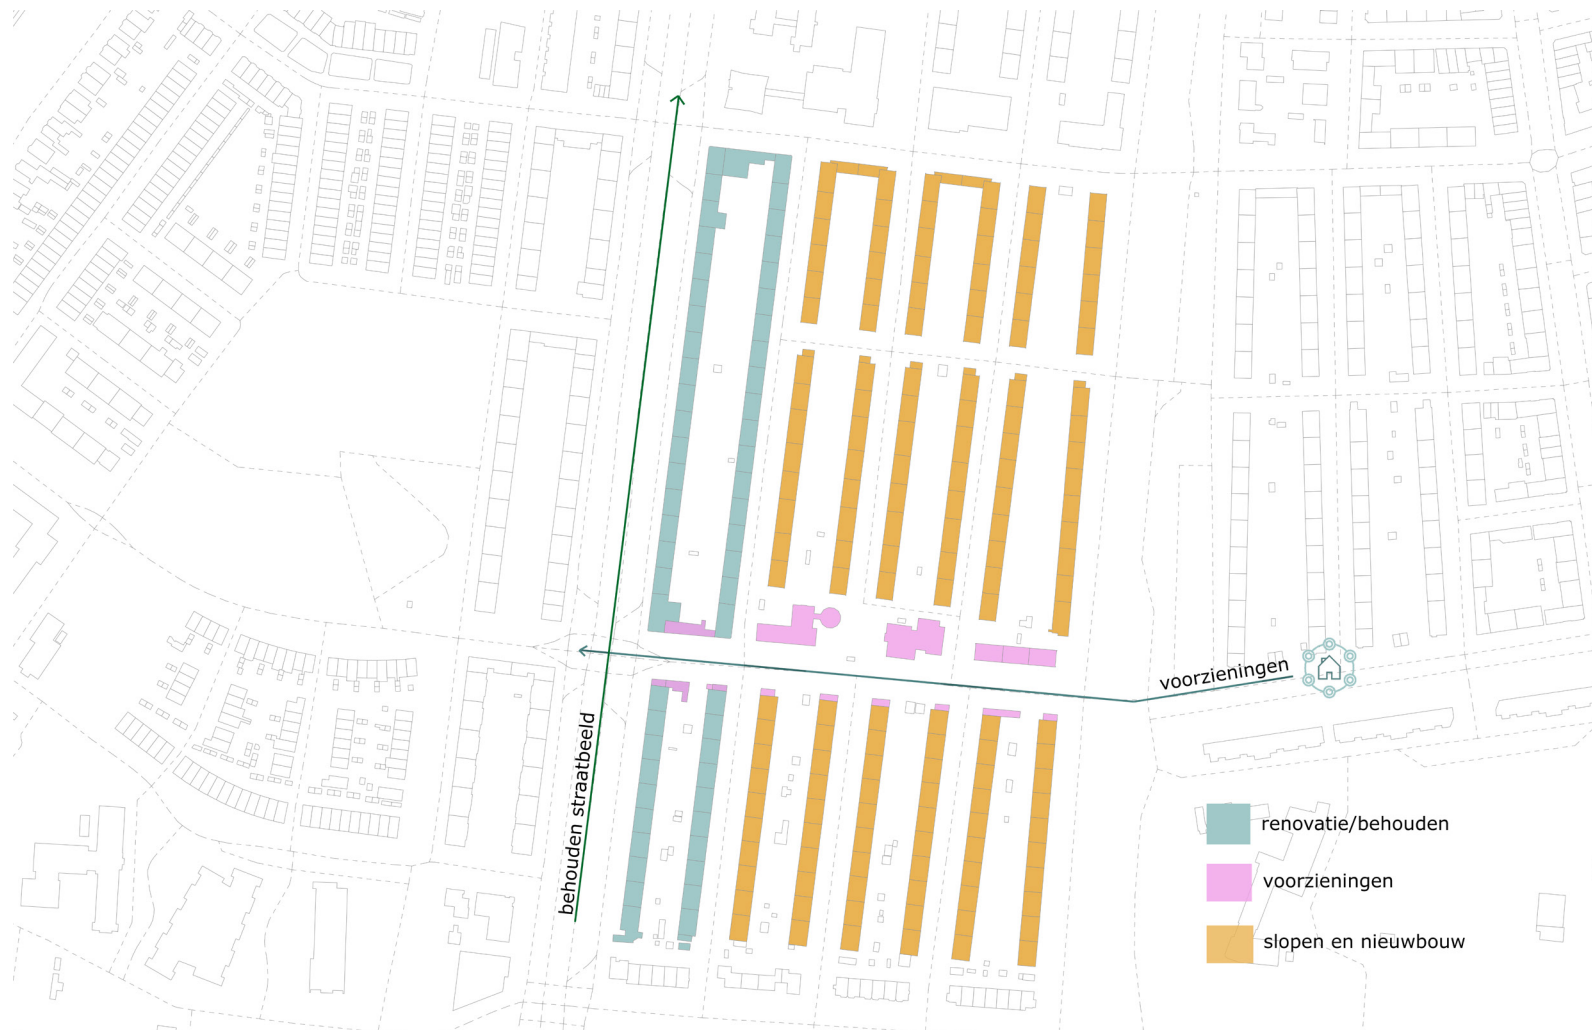 voorzieningen
behouden straatbeeld
renovatie/behouden
voorzieningen
slopen en nieuwbouw